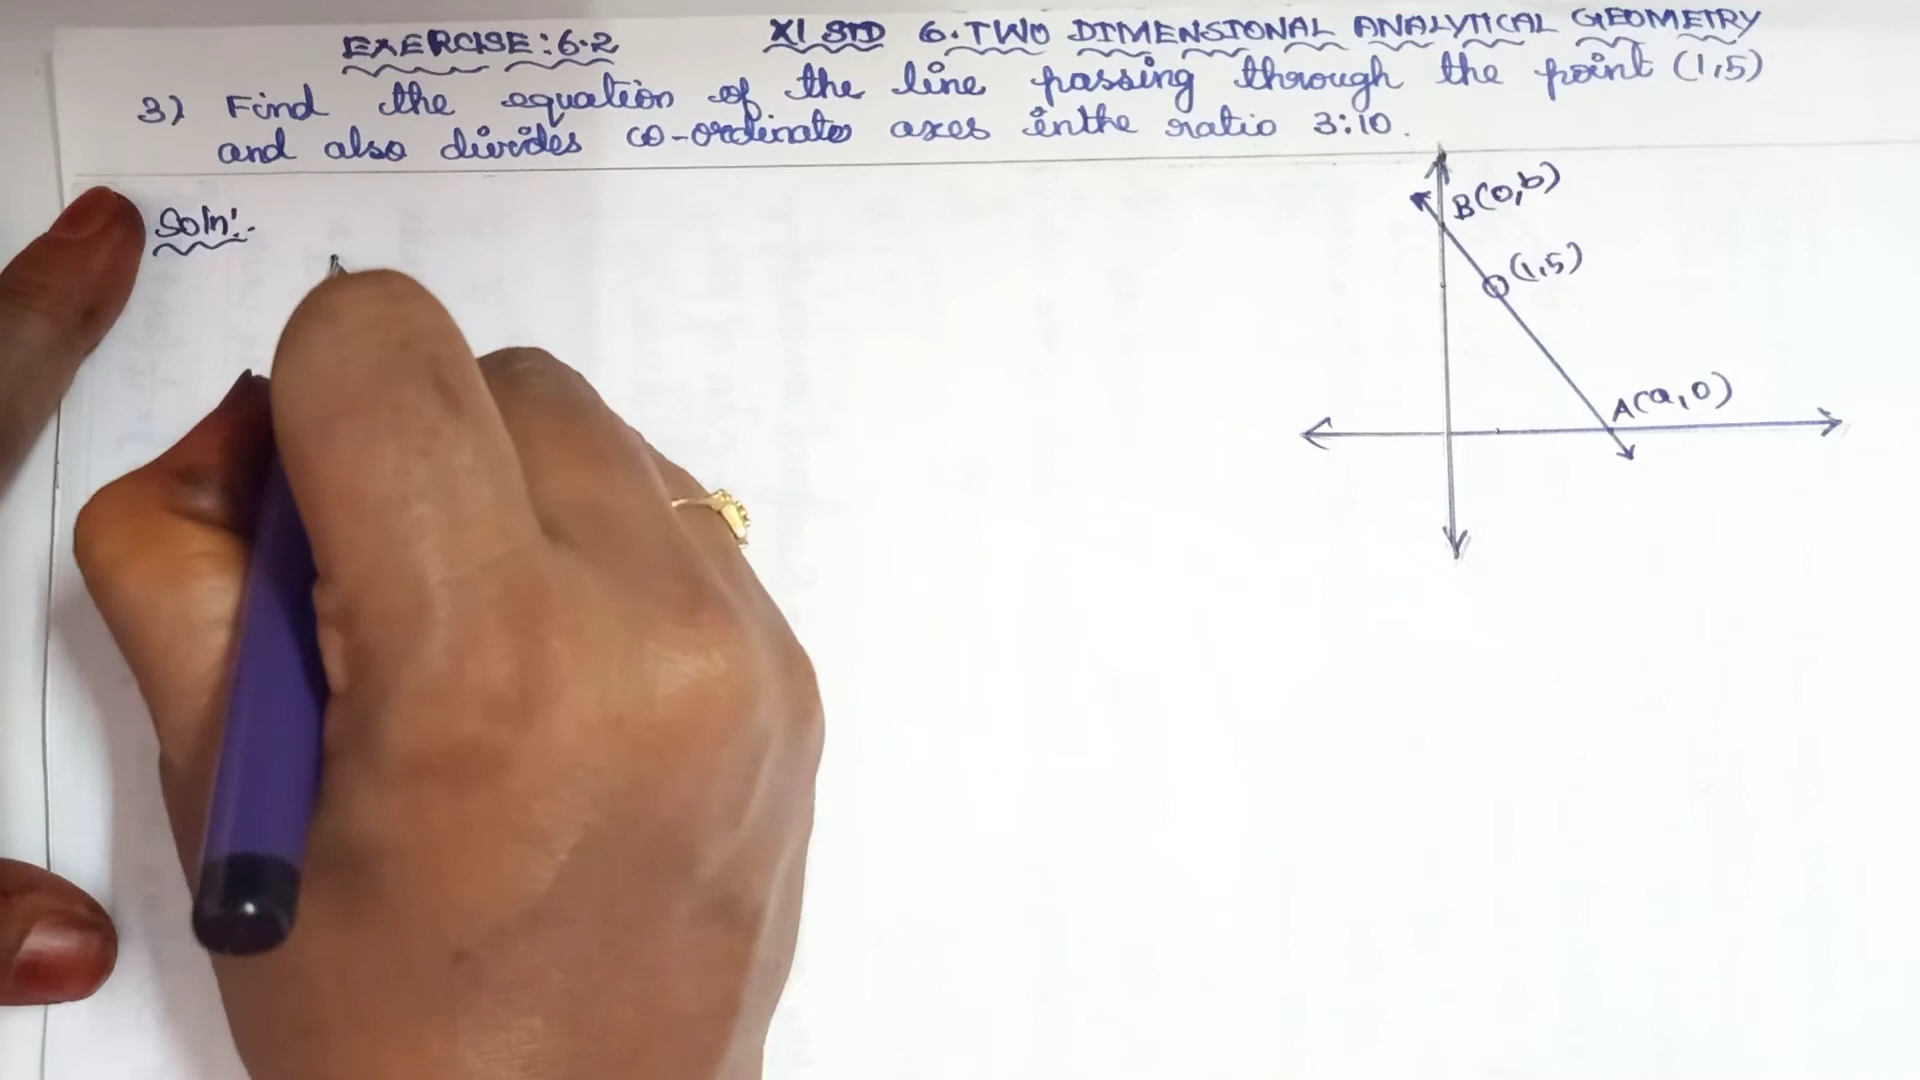 EXERCISE:6.2 XI STD 6.TWO DIMENSIONAL ANALYTICAL GEOMETRY
3) Find the equation of the line passing through the point (1,5)
and also divides co-ordinates axes inthe ratio 3:10.
Soln:-
B(0,b)
(1,5)
A(a,0)